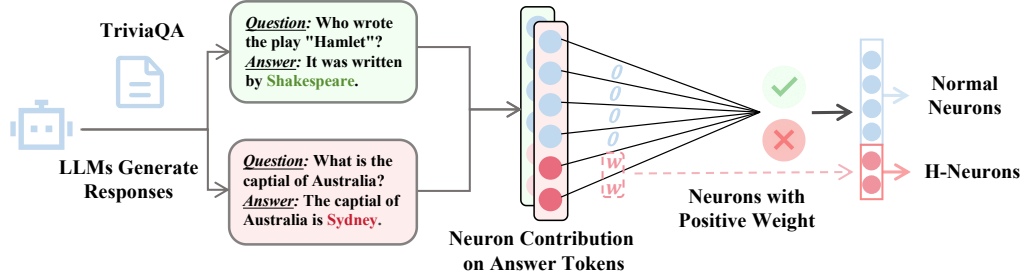 TriviaQA
LLMs Generate
Responses
Question: Who wrote
the play "Hamlet"?
Answer: It was written
by Shakespeare.
Question: What is the
captial of Australia?
Answer: The captial of
Australia is Sydney.
Neuron Contribution
on Answer Tokens
0
0
0
0
w
w
Neurons with
Positive Weight
Normal
Neurons
H-Neurons